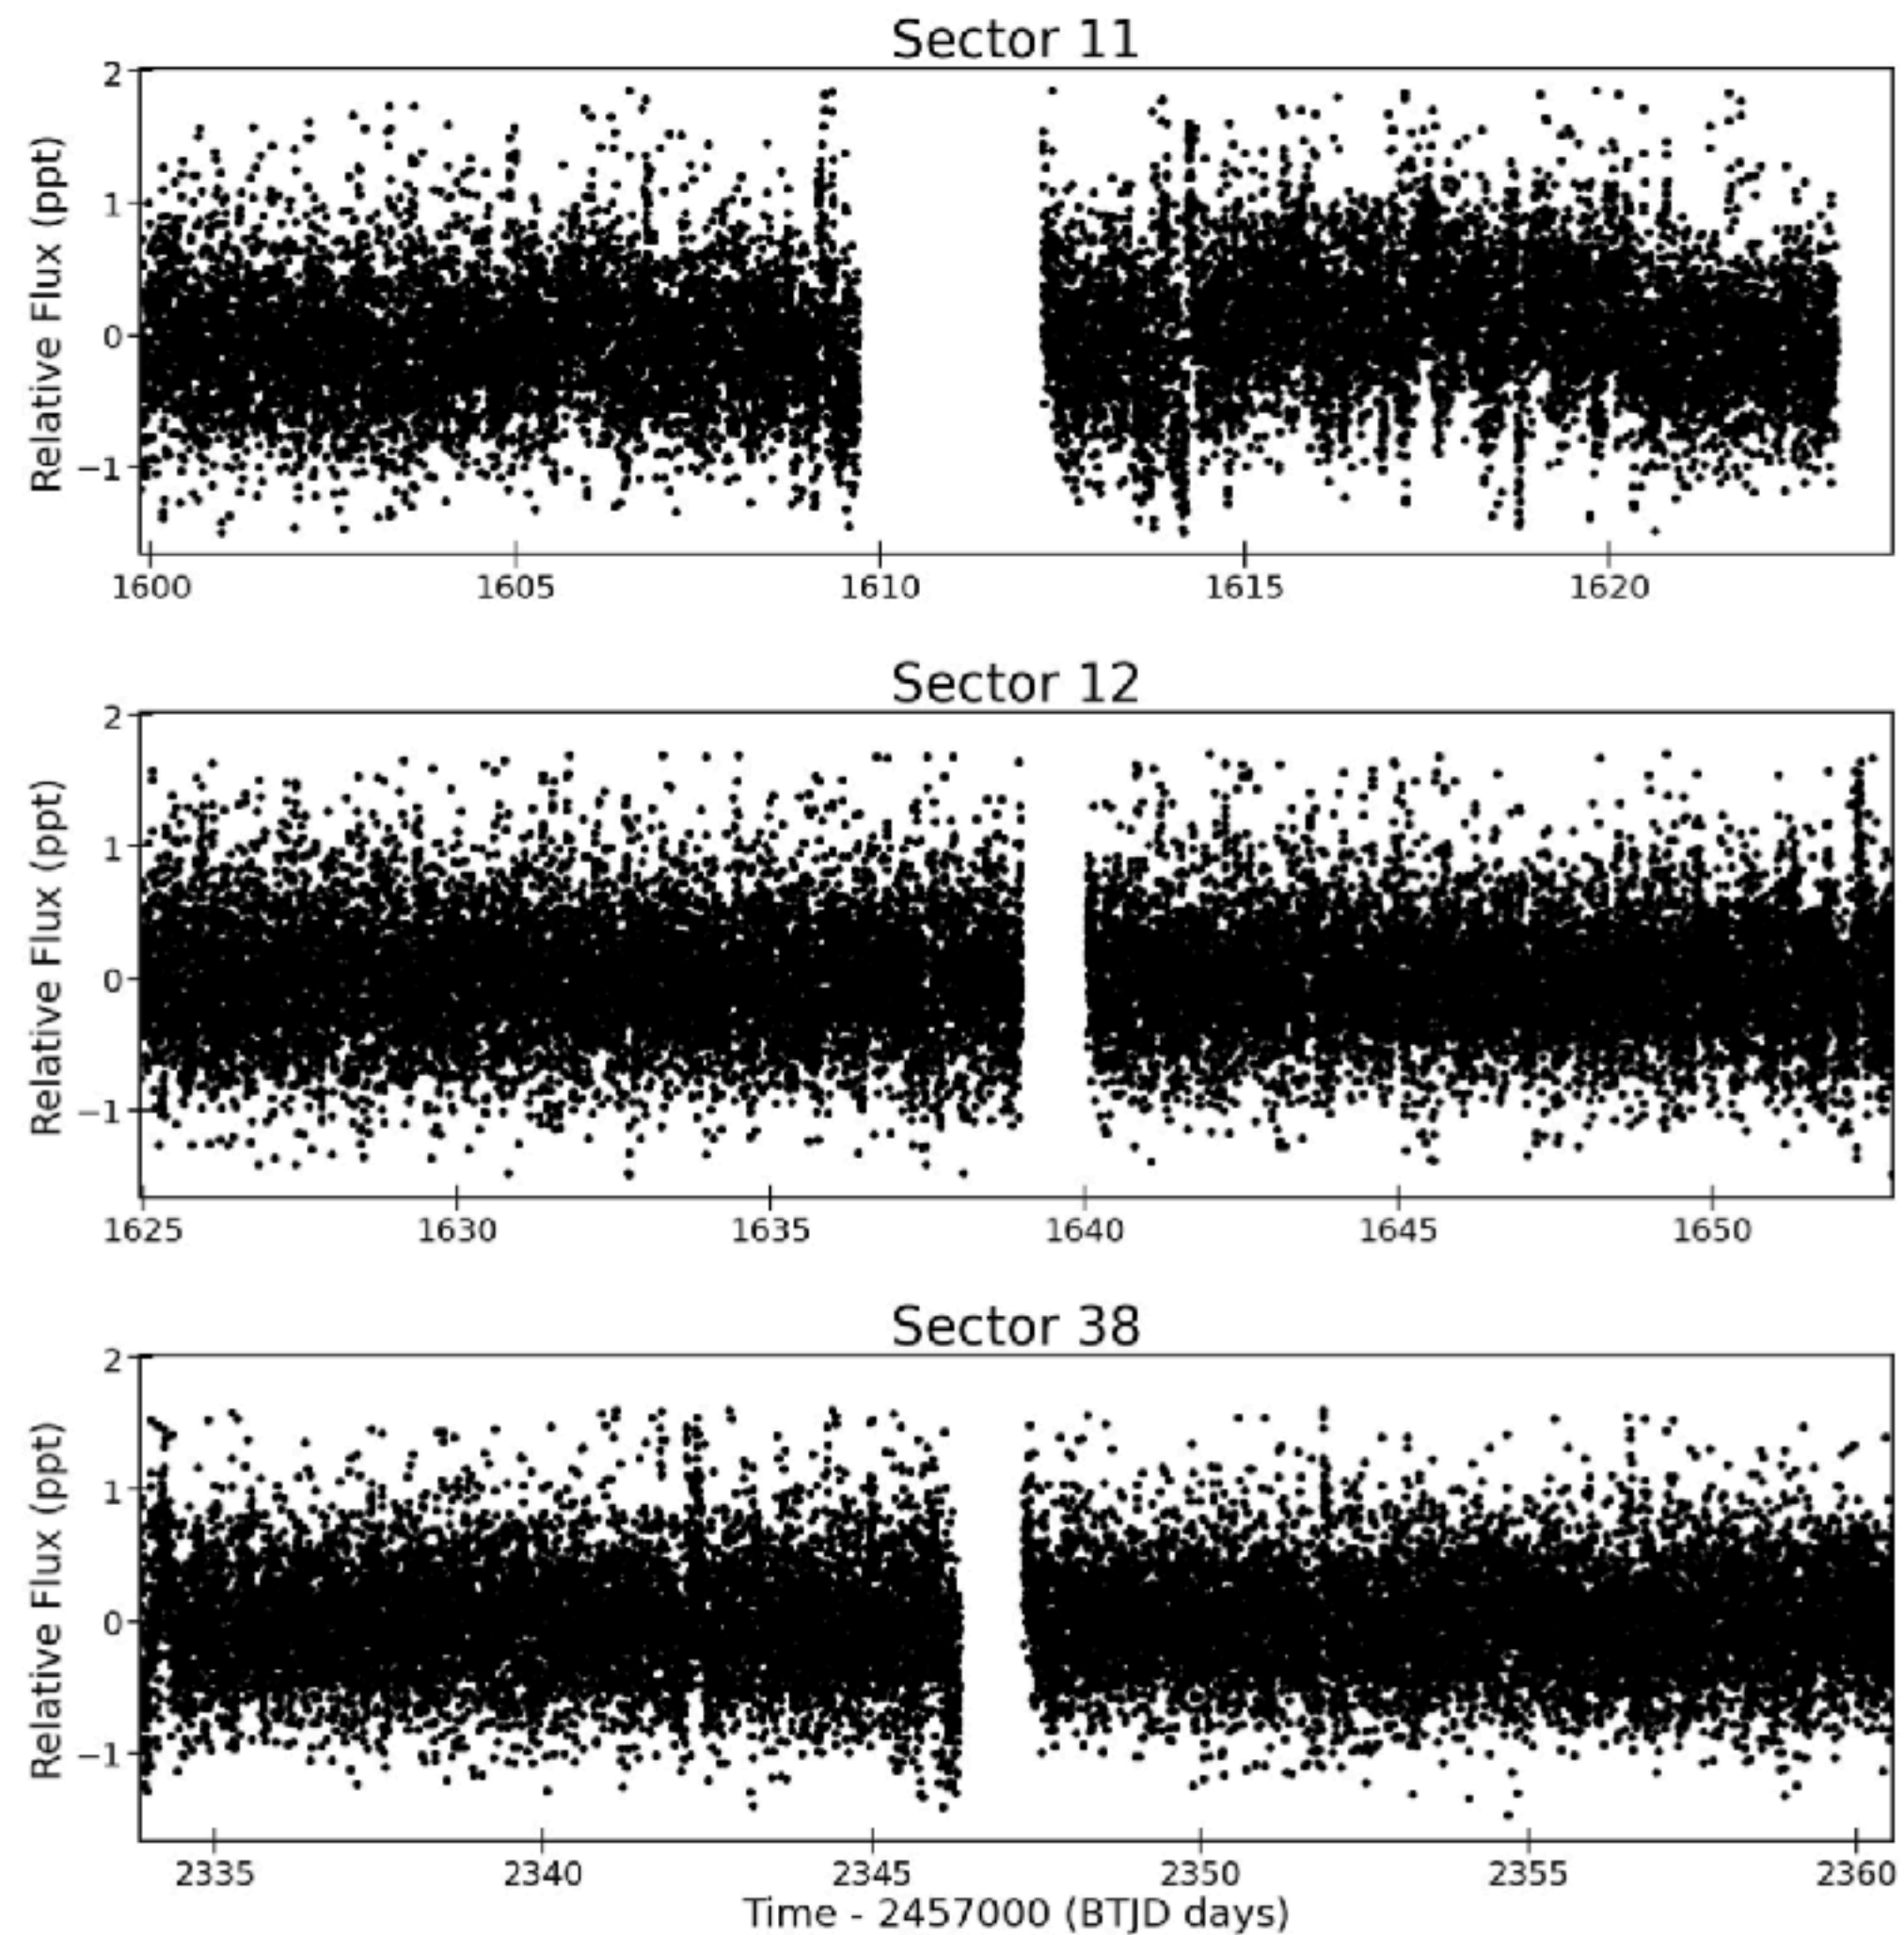 Sector 11
Relative Flux (ppt)
2
1
0
−1
1600 1605 1610 1615 1620
Sector 12
Relative Flux (ppt)
2
1
0
−1
1625 1630 1635 1640 1645 1650
Sector 38
Relative Flux (ppt)
2
1
0
−1
2335 2340 2345 2350 2355 2360
Time - 2457000 (BTJD days)